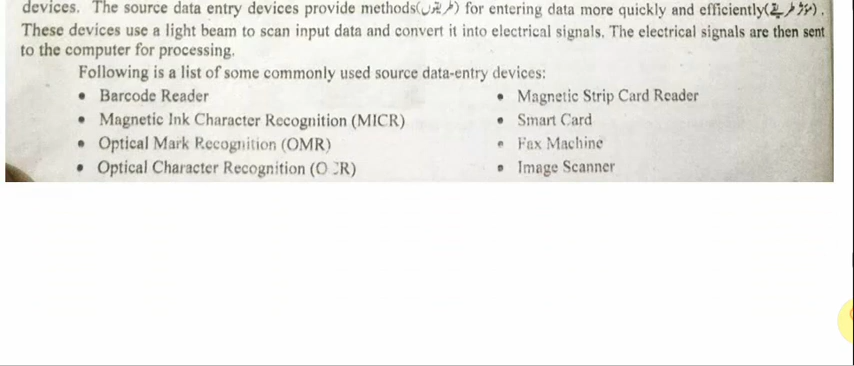 devices. The source data entry devices provide methods(طریقوں) for entering data more quickly and efficiently(مؤثر طریقے).
These devices use a light beam to scan input data and convert it into electrical signals. The electrical signals are then sent
to the computer for processing.
Following is a list of some commonly used source data-entry devices:
• Barcode Reader
• Magnetic Ink Character Recognition (MICR)
• Optical Mark Recognition (OMR)
• Optical Character Recognition (OCR)
• Magnetic Strip Card Reader
• Smart Card
• Fax Machine
• Image Scanner